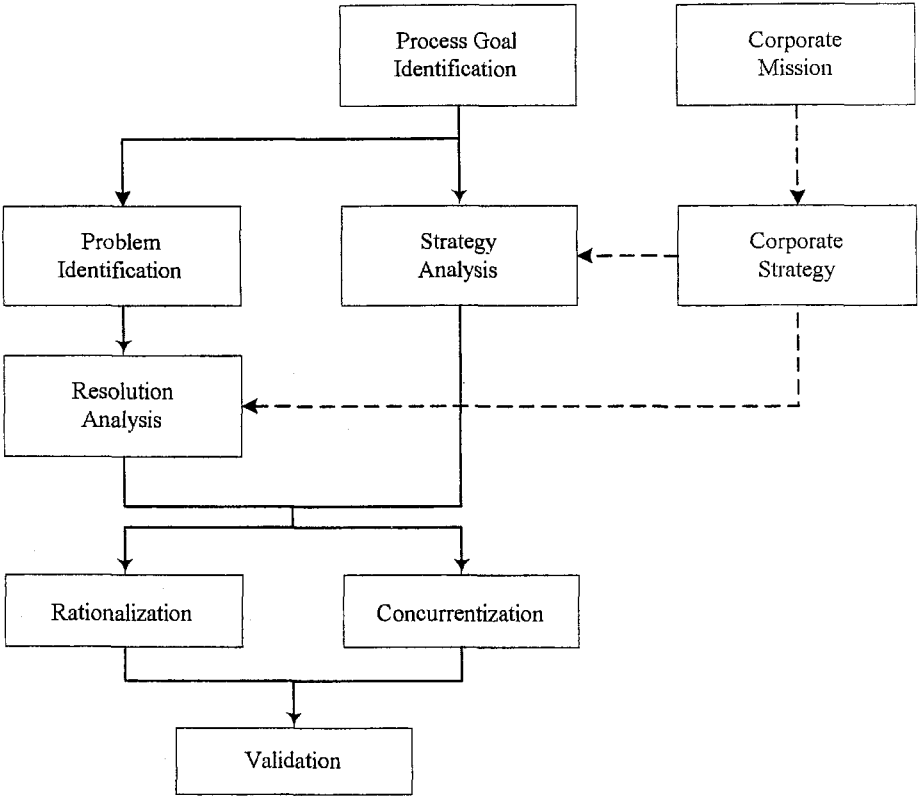 Process Goal
Identification
Corporate
Mission
Problem
Identification
Strategy
Analysis
Corporate
Strategy
Resolution
Analysis
Rationalization
Concurrentization
Validation